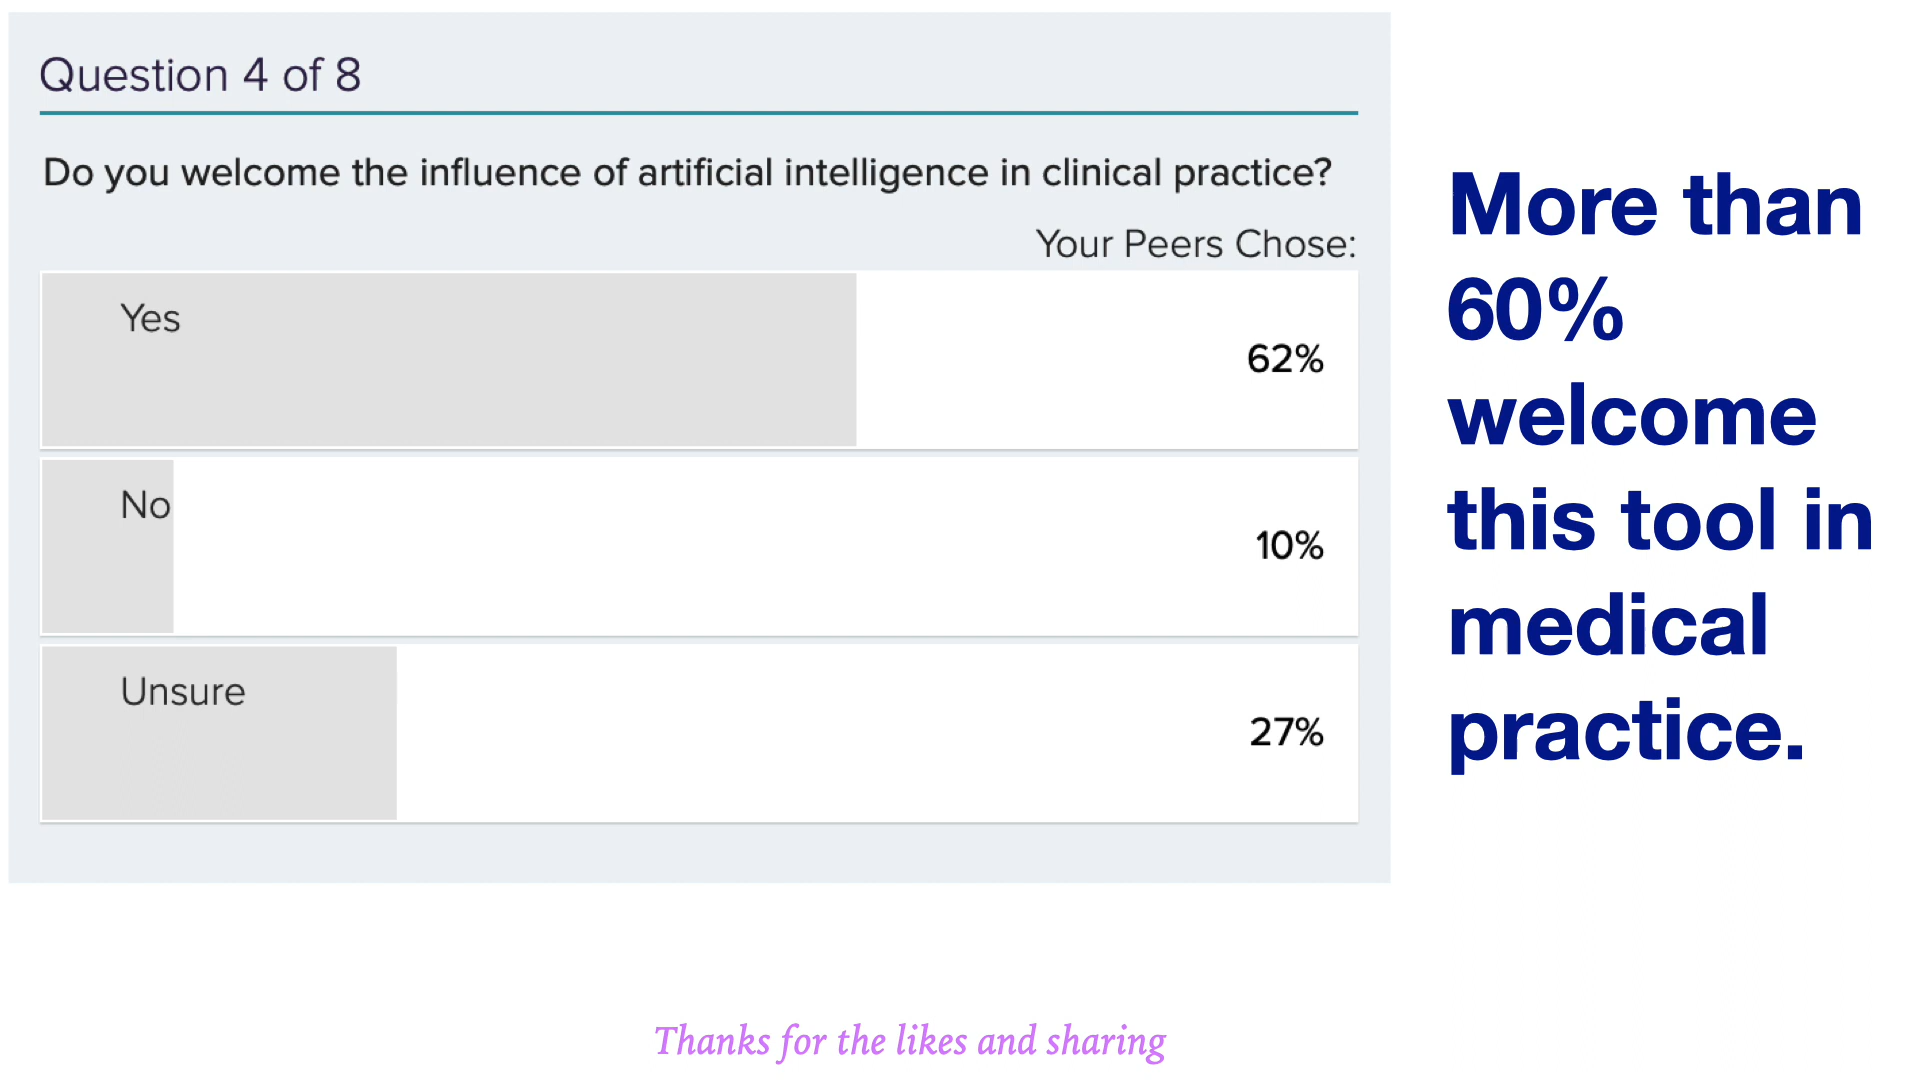 Question 4 of 8
Do you welcome the influence of artificial intelligence in clinical practice?
Your Peers Chose:
Yes
62%
No
10%
Unsure
27%
More than
60%
welcome
this tool in
medical
practice.
Thanks for the likes and sharing